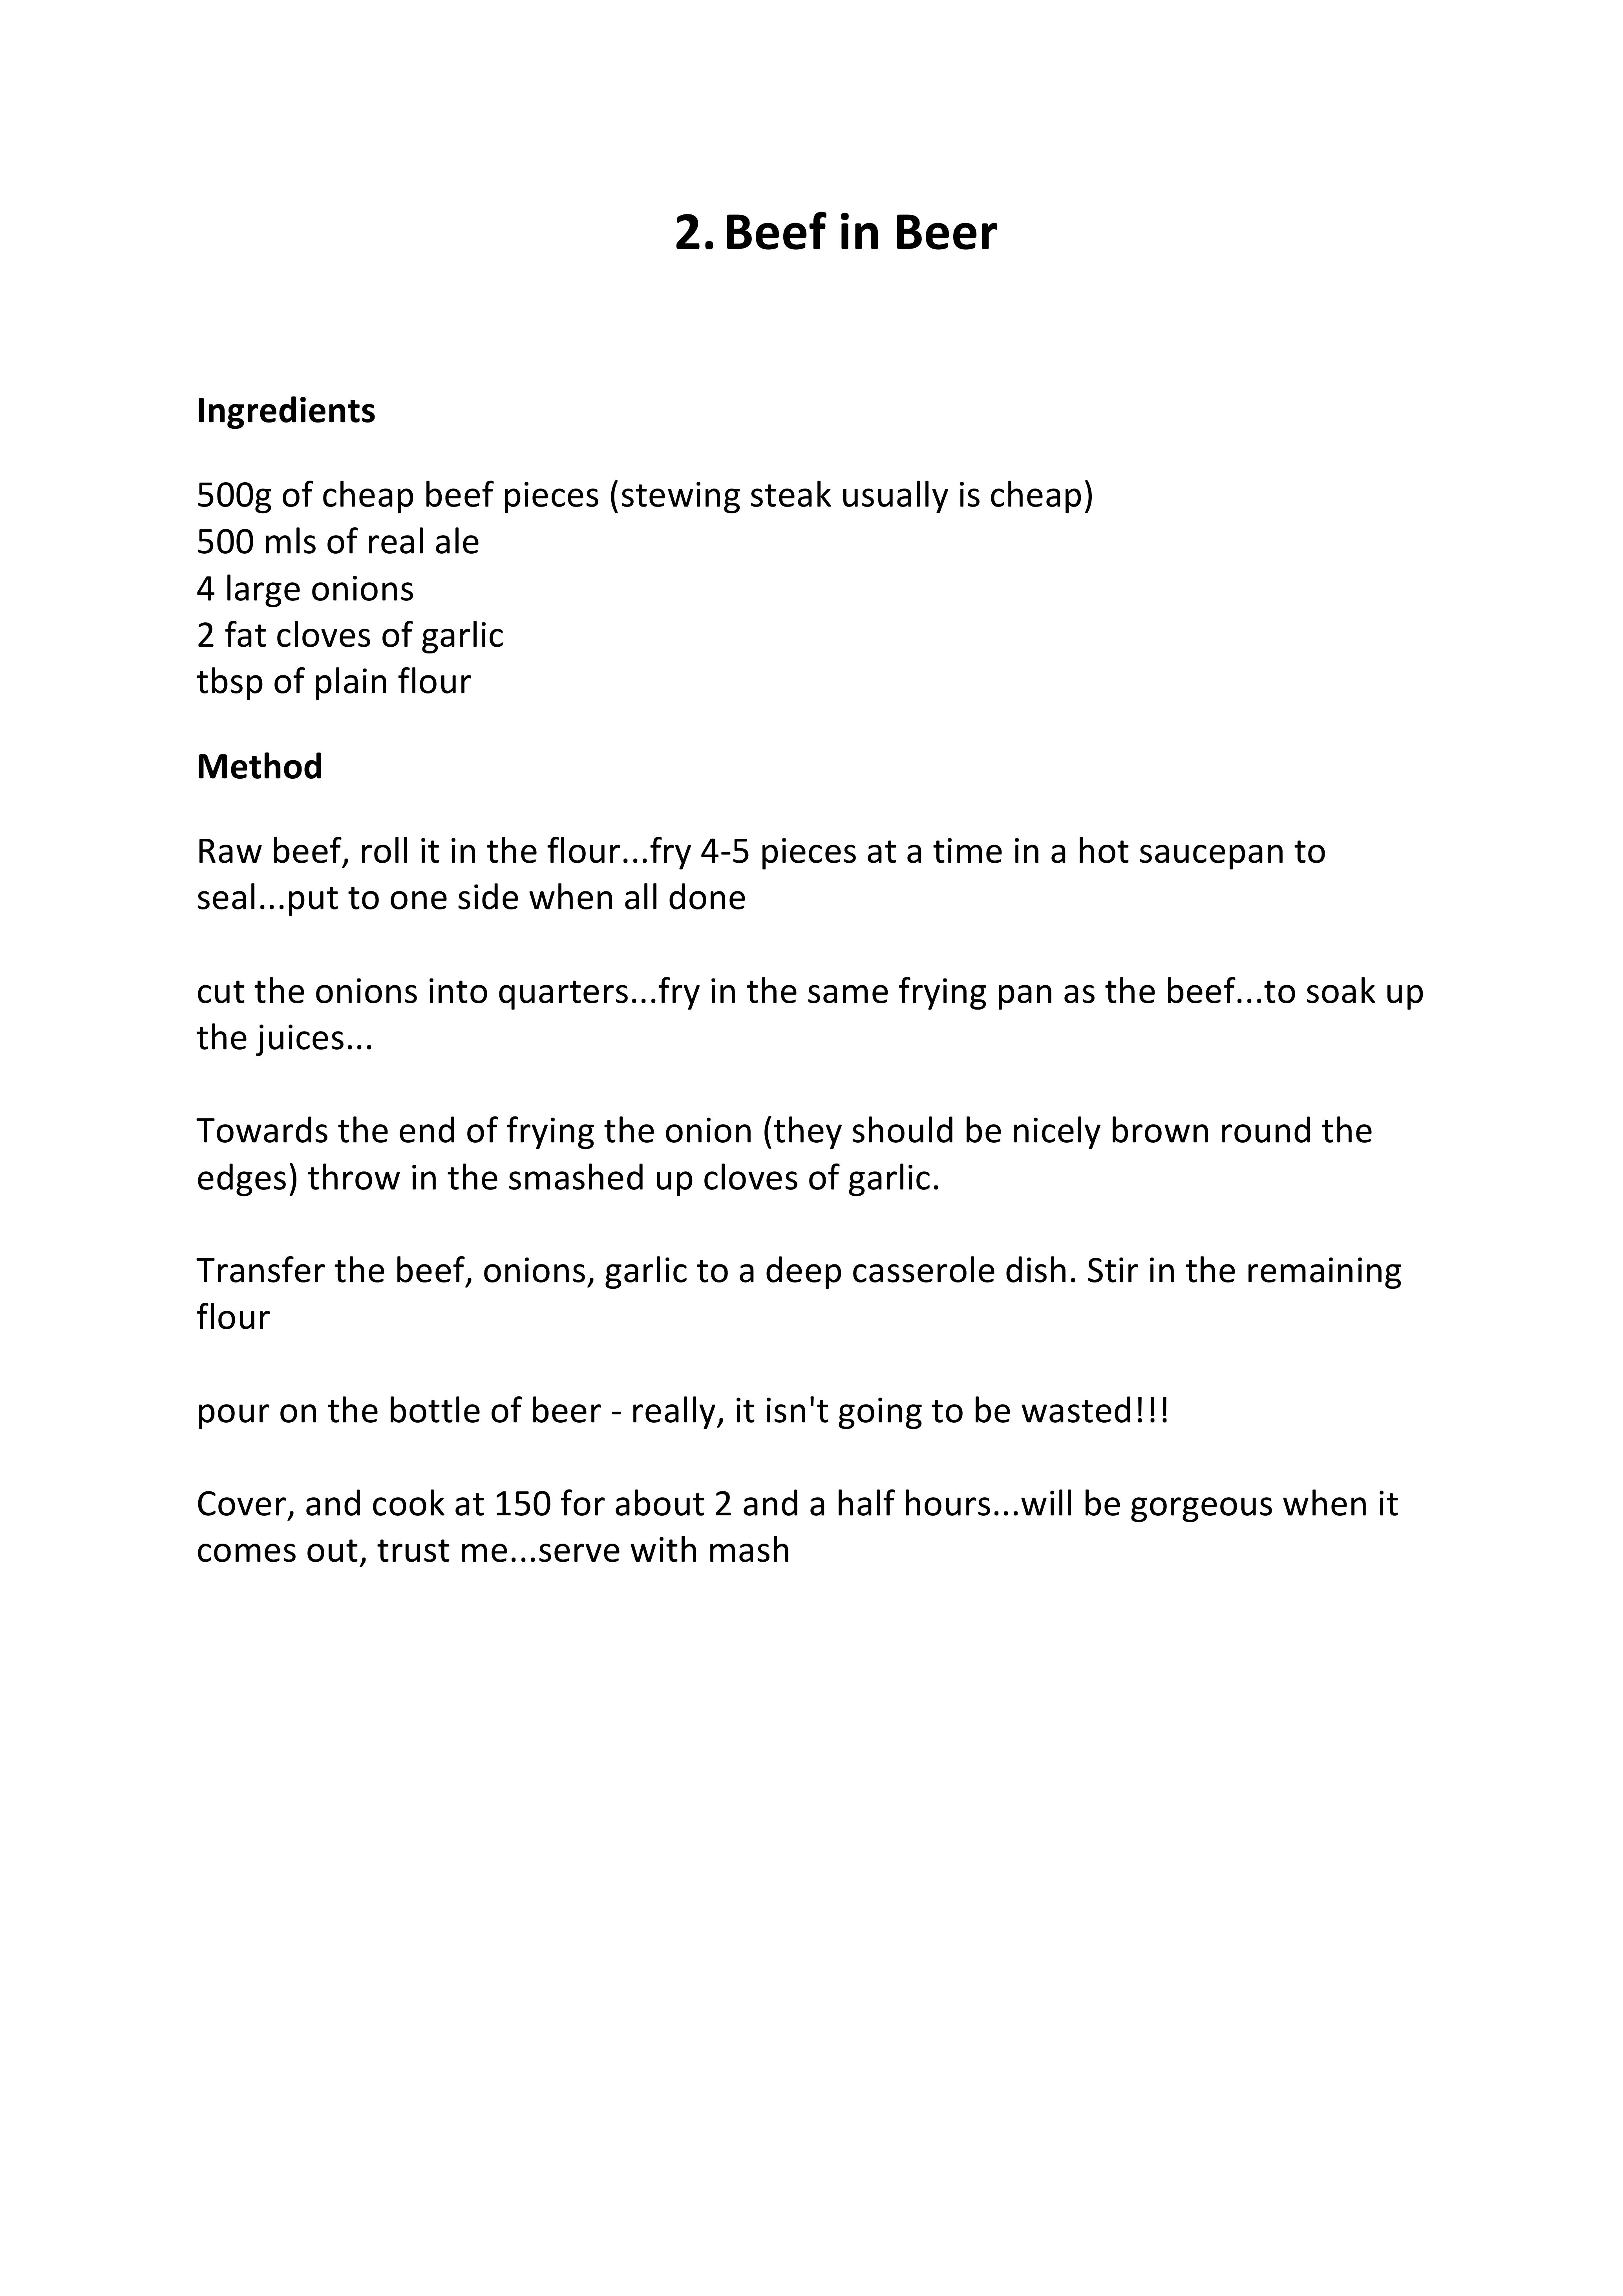 2. Beef in Beer
Ingredients
500g of cheap beef pieces (stewing steak usually is cheap)
500 mls of real ale
4 large onions
2 fat cloves of garlic
tbsp of plain flour
Method
Raw beef, roll it in the flour...fry 4-5 pieces at a time in a hot saucepan to
seal...put to one side when all done
cut the onions into quarters...fry in the same frying pan as the beef...to soak up
the juices...
Towards the end of frying the onion (they should be nicely brown round the
edges) throw in the smashed up cloves of garlic.
Transfer the beef, onions, garlic to a deep casserole dish. Stir in the remaining
flour
pour on the bottle of beer - really, it isn't going to be wasted!!!
Cover, and cook at 150 for about 2 and a half hours...will be gorgeous when it
comes out, trust me...serve with mash